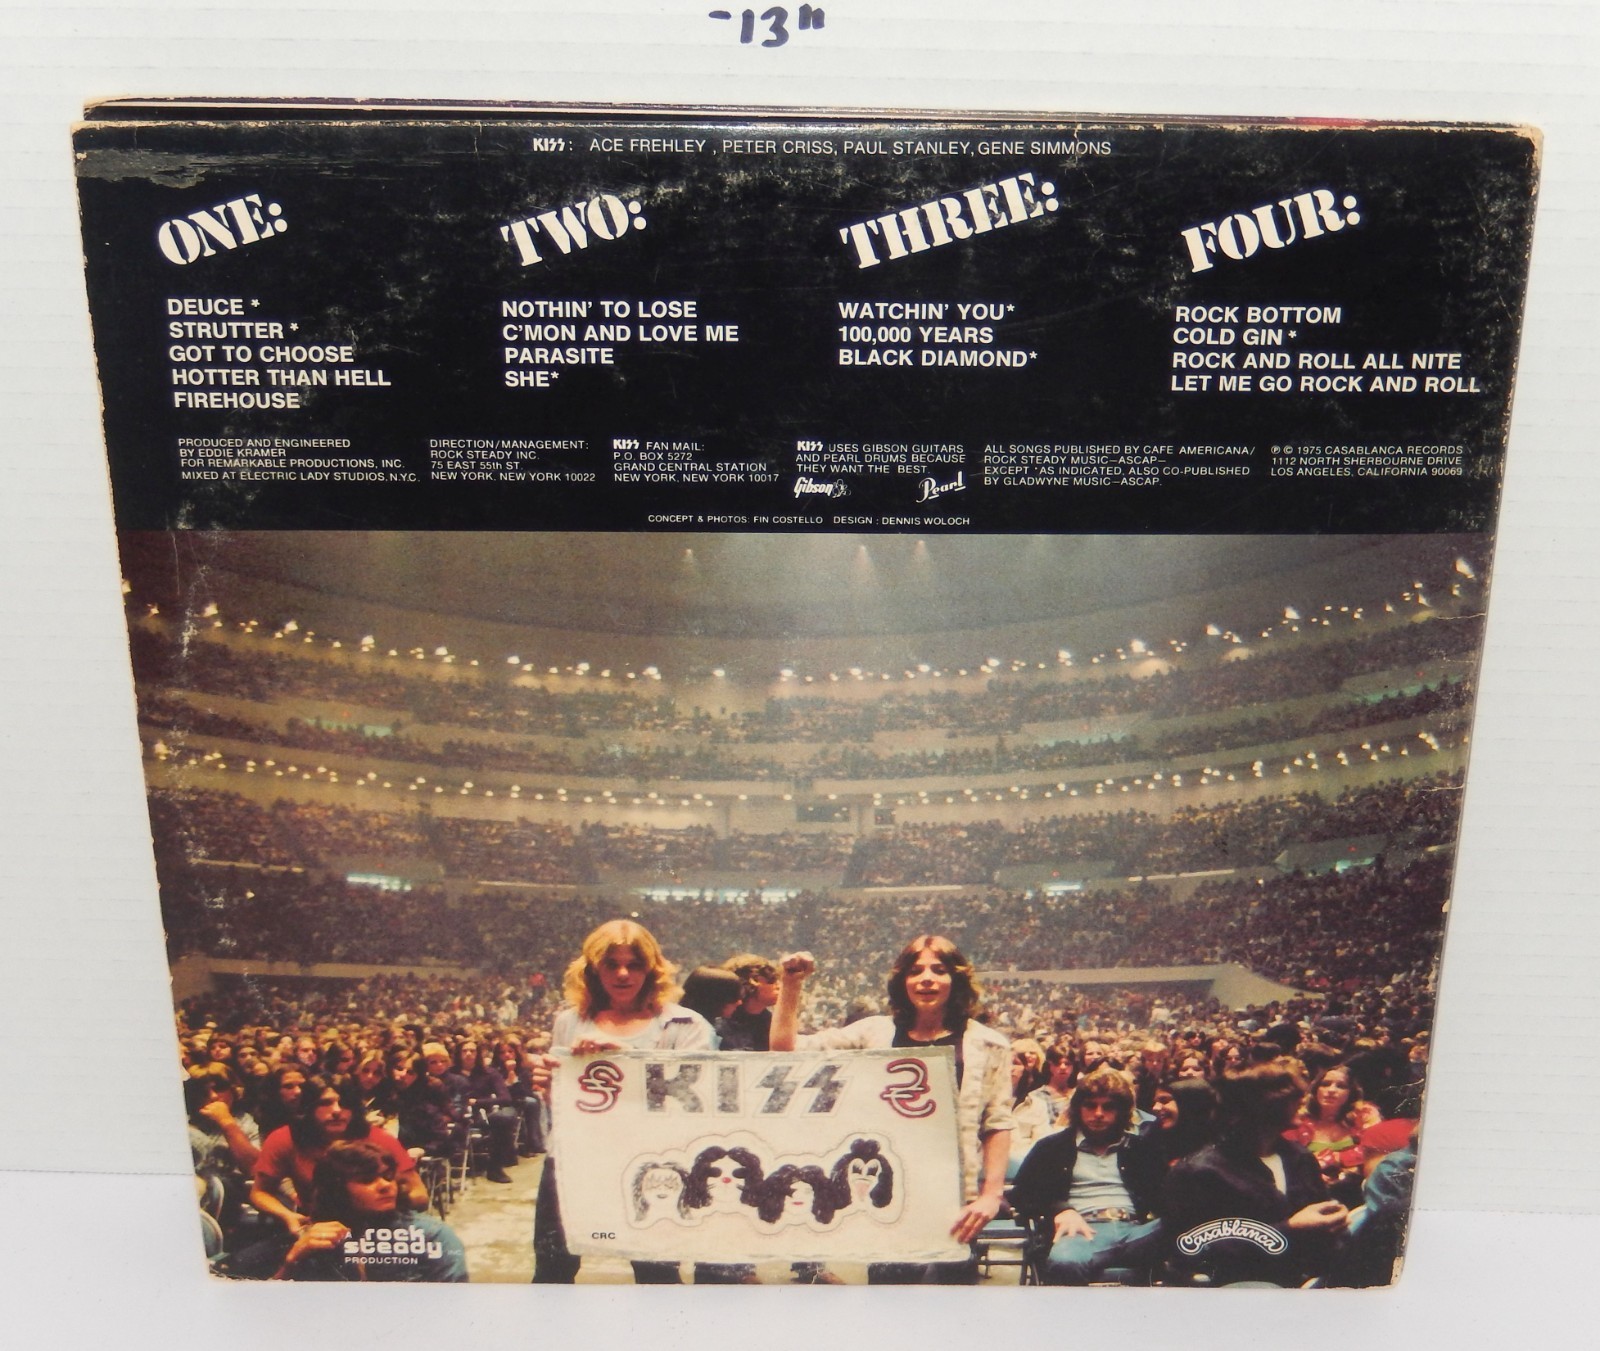 -13"
KISS: ACE FREHLEY, PETER CRISS, PAUL STANLEY, GENE SIMMONS
ONE:
DEUCE *
STRUTTER *
GOT TO CHOOSE
HOTTER THAN HELL
FIREHOUSE
TWO:
NOTHIN' TO LOSE
C'MON AND LOVE ME
PARASITE
SHE*
THREE:
WATCHIN' YOU*
100,000 YEARS
BLACK DIAMOND*
FOUR:
ROCK BOTTOM
COLD GIN *
ROCK AND ROLL ALL NITE
LET ME GO ROCK AND ROLL
PRODUCED AND ENGINEERED
BY EDDIE KRAMER
FOR REMARKABLE PRODUCTIONS, INC.
MIXED AT ELECTRIC LADY STUDIOS, N.Y.C.
DIRECTION/MANAGEMENT:
ROCK STEADY INC.
75 EAST 55th ST.
NEW YORK, NEW YORK 10022
KISS FAN MAIL:
P.O. BOX 5272
GRAND CENTRAL STATION
NEW YORK, NEW YORK 10017
KISS USES GIBSON GUITARS
AND PEARL DRUMS BECAUSE
THEY WANT THE BEST.
Gibson Pearl
ALL SONGS PUBLISHED BY CAFE AMERICANA/
ROCK STEADY MUSIC—ASCAP—
EXCEPT *AS INDICATED, ALSO CO-PUBLISHED
BY GLADWYNE MUSIC—ASCAP.
℗ © 1975 CASABLANCA RECORDS
1112 NORTH SHERBOURNE DRIVE
LOS ANGELES, CALIFORNIA 90069
CONCEPT & PHOTOS: FIN COSTELLO DESIGN: DENNIS WOLOCH
KISS
CRC
A rock
steady INC.
PRODUCTION
Casablanca